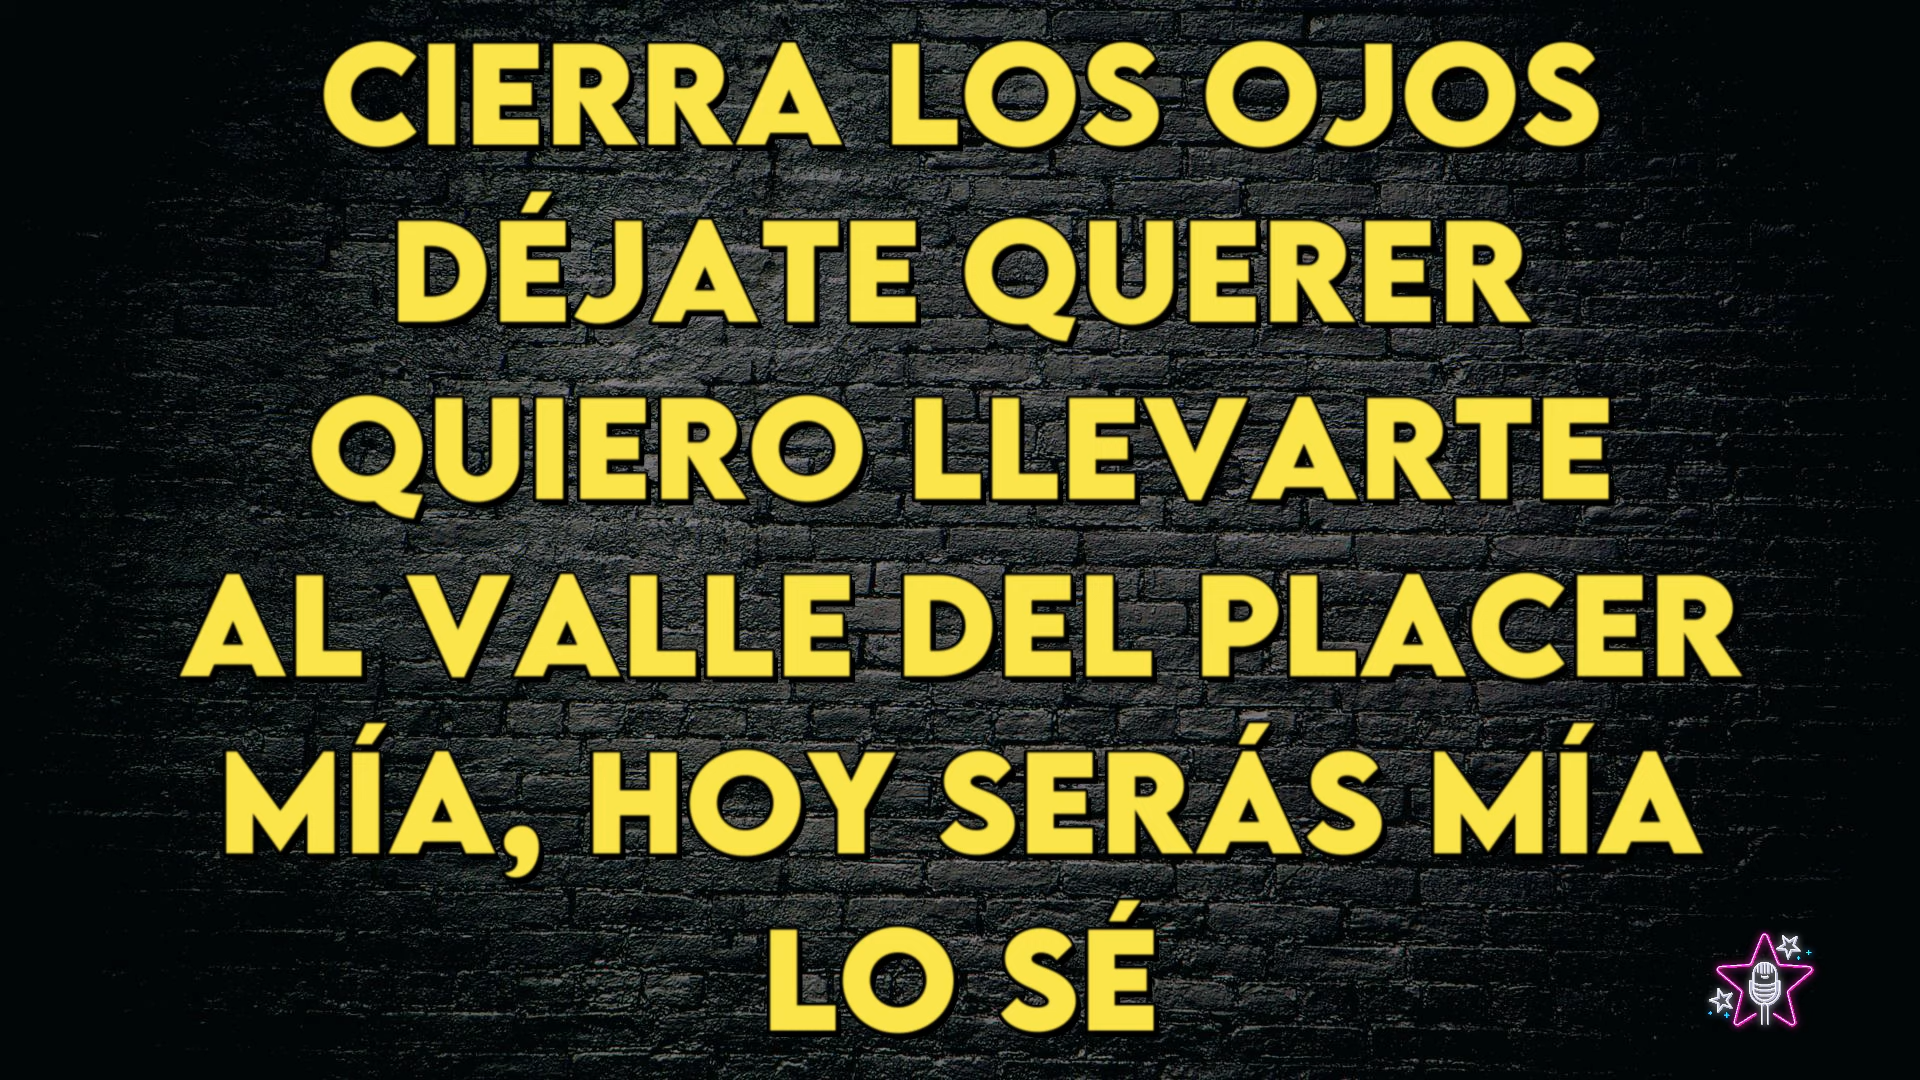 CIERRA LOS OJOS
DÉJATE QUERER
QUIERO LLEVARTE
AL VALLE DEL PLACER
MÍA, HOY SERÁS MÍA
LO SÉ